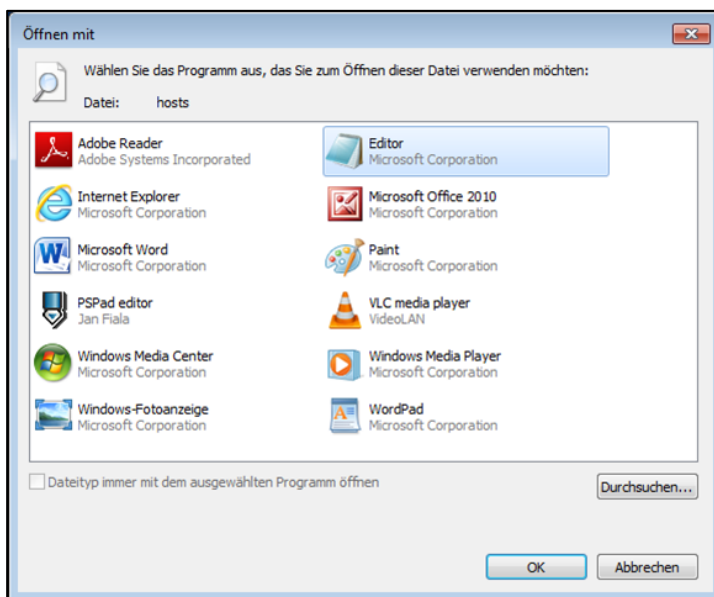 Öffnen mit
Wählen Sie das Programm aus, das Sie zum Öffnen dieser Datei verwenden möchten:
Datei: hosts
Adobe Reader
Adobe Systems Incorporated
Editor
Microsoft Corporation
Internet Explorer
Microsoft Corporation
Microsoft Office 2010
Microsoft Corporation
Microsoft Word
Microsoft Corporation
Paint
Microsoft Corporation
PSPad editor
Jan Fiala
VLC media player
VideoLAN
Windows Media Center
Microsoft Corporation
Windows Media Player
Microsoft Corporation
Windows-Fotoanzeige
Microsoft Corporation
WordPad
Microsoft Corporation
Dateityp immer mit dem ausgewählten Programm öffnen
Durchsuchen...
OK
Abbrechen